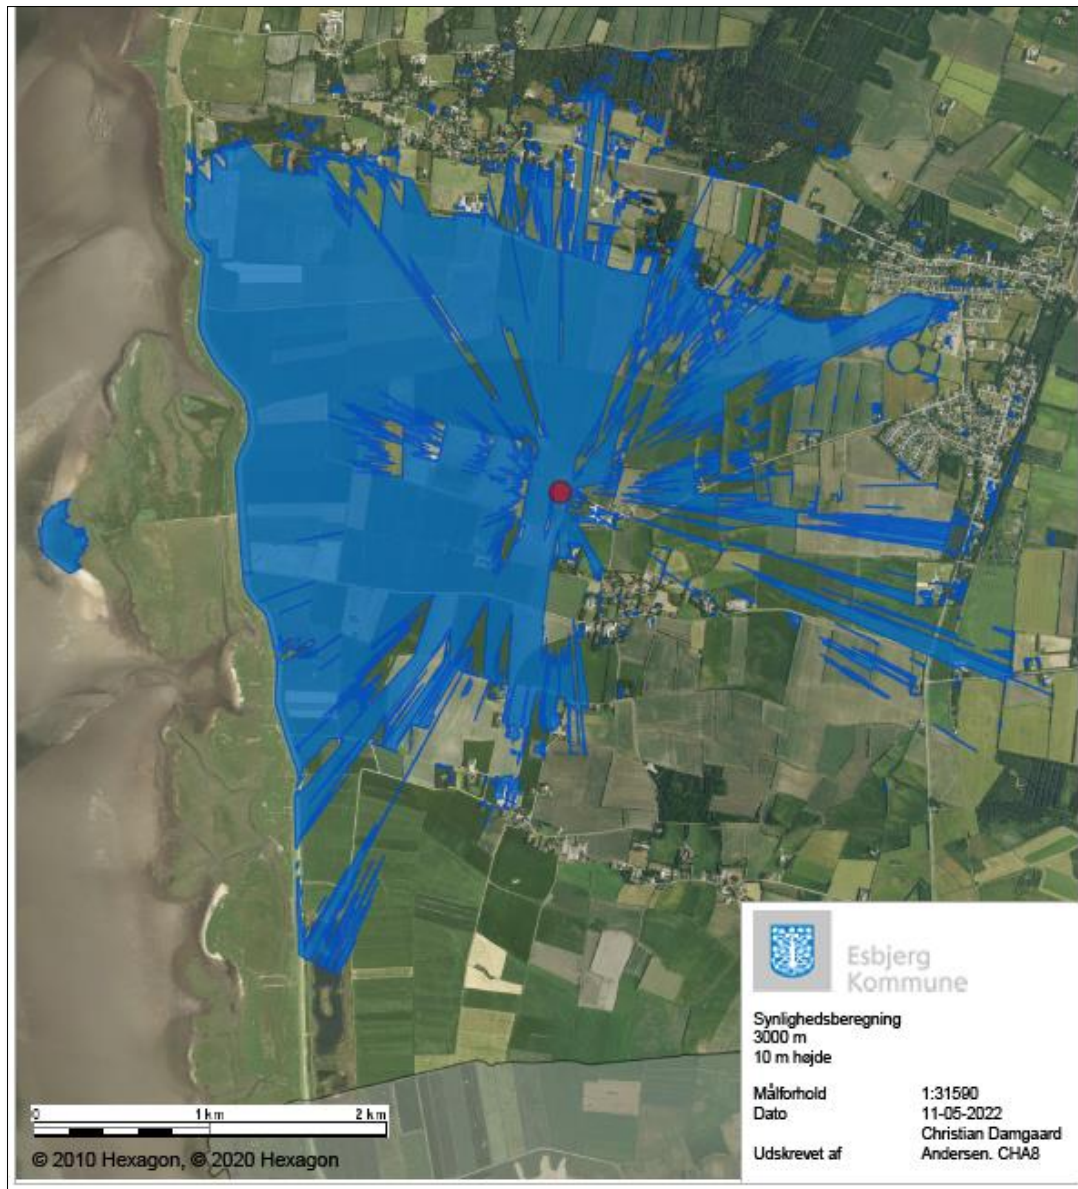 Esbjerg
Kommune
Synlighedsberegning
3000 m
10 m højde
Målforhold 1:31590
Dato 11-05-2022
Christian Damgaard
Udskrevet af Andersen. CHA8
0 1 km 2 km
© 2010 Hexagon, © 2020 Hexagon